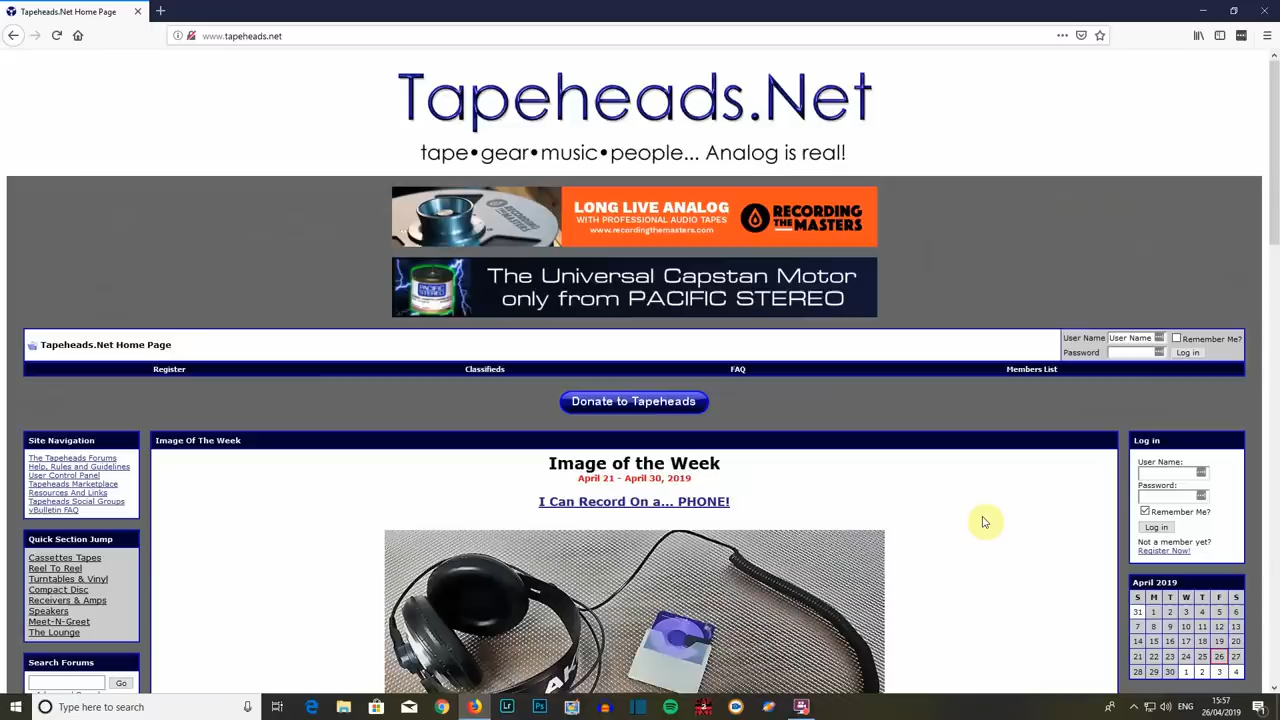 Tapeheads.Net Home Page
www.tapeheads.net
Tapeheads.Net
tape•gear•music•people... Analog is real!
LONG LIVE ANALOG
WITH PROFESSIONAL AUDIO TAPES
www.recordingthemasters.com
RECORDING
THE MASTERS
The Universal Capstan Motor
only from PACIFIC STEREO
Tapeheads.Net Home Page
User Name User Name Remember Me?
Password Log in
Register Classifieds FAQ Members List
Donate to Tapeheads
Site Navigation
The Tapeheads Forums
Help, Rules and Guidelines
User Control Panel
Tapeheads Marketplace
Resources And Links
Tapeheads Social Groups
vBulletin FAQ
Quick Section Jump
Cassettes Tapes
Reel To Reel
Turntables & Vinyl
Compact Disc
Receivers & Amps
Speakers
Meet-N-Greet
The Lounge
Search Forums
Go
Image Of The Week
Image of the Week
April 21 - April 30, 2019
I Can Record On a... PHONE!
Log in
User Name:
Password:
Remember Me?
Log in
Not a member yet?
Register Now!
April 2019
S M T W T F S
31 1 2 3 4 5 6
7 8 9 10 11 12 13
14 15 16 17 18 19 20
21 22 23 24 25 26 27
28 29 30 1 2 3 4
Type here to search
15:57
26/04/2019